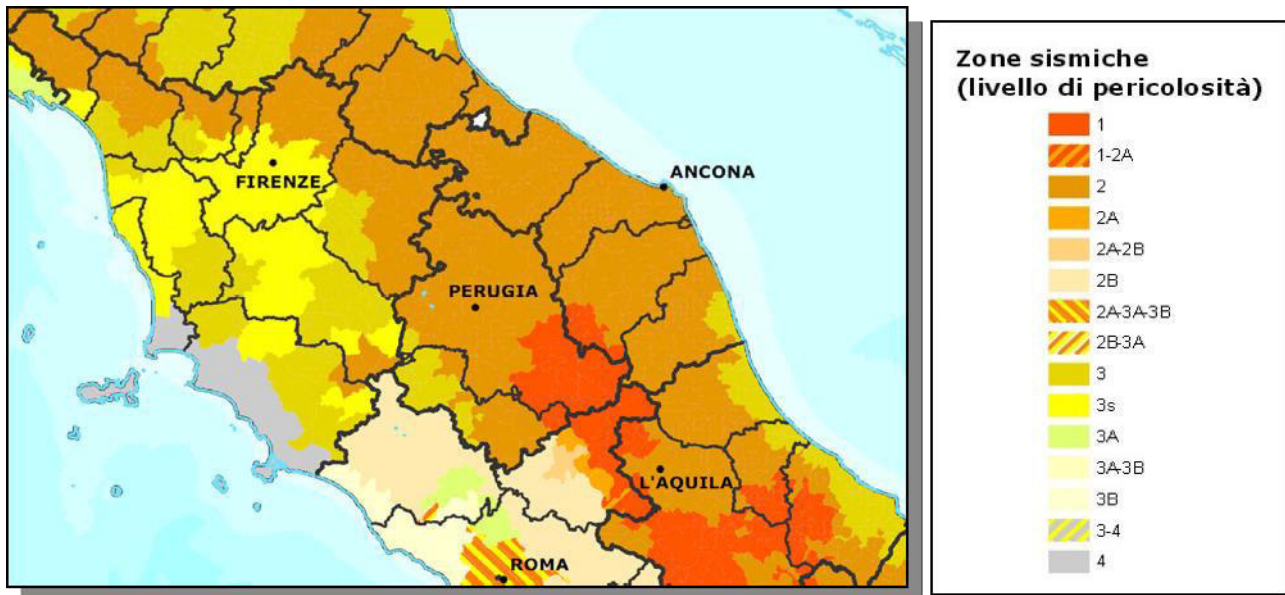 FIRENZE
ANCONA
PERUGIA
L'AQUILA
ROMA
Zone sismiche
(livello di pericolosità)
1
1-2A
2
2A
2A-2B
2B
2A-3A-3B
2B-3A
3
3s
3A
3A-3B
3B
3-4
4